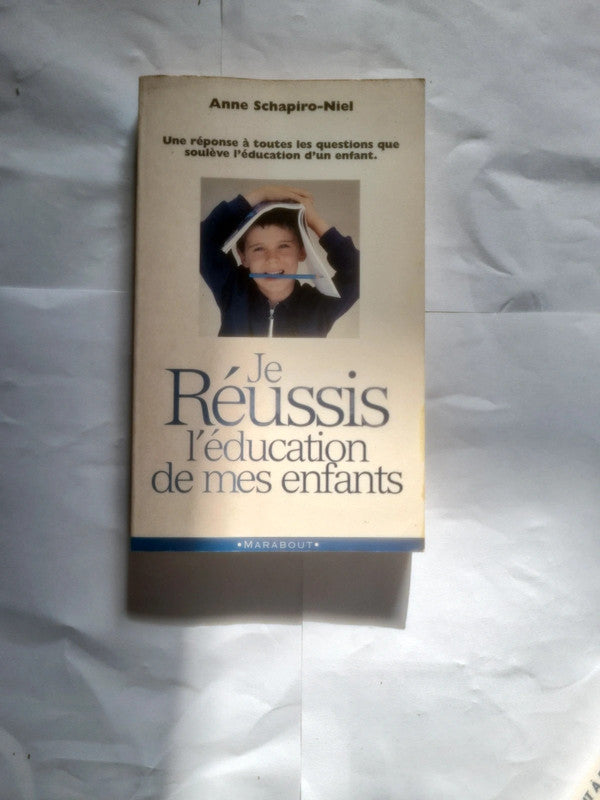 Anne Schapiro-Niel
Une réponse à toutes les questions que
soulève l'éducation d'un enfant.
Je
Réussis
l'éducation
de mes enfants
•MARABOUT•